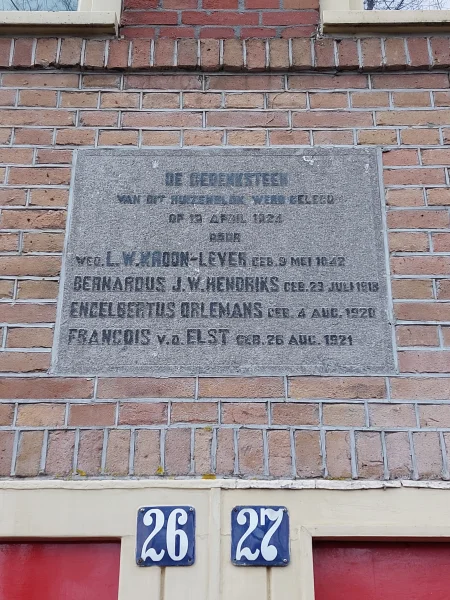 DE GEDENKSTEEN
VAN DIT HUIZENBLOK WERD GELEGD
OP 19 APRIL 1924
DOOR
WED. L.W. KROON-LEYER GEB. 9 MEI 1842
BERNARDUS J.W. HENDRIKS GEB. 23 JULI 1918
ENGELBERTUS ORLEMANS GEB. 4 AUG. 1920
FRANCOIS V.D. ELST GEB. 26 AUG. 1921
26 27